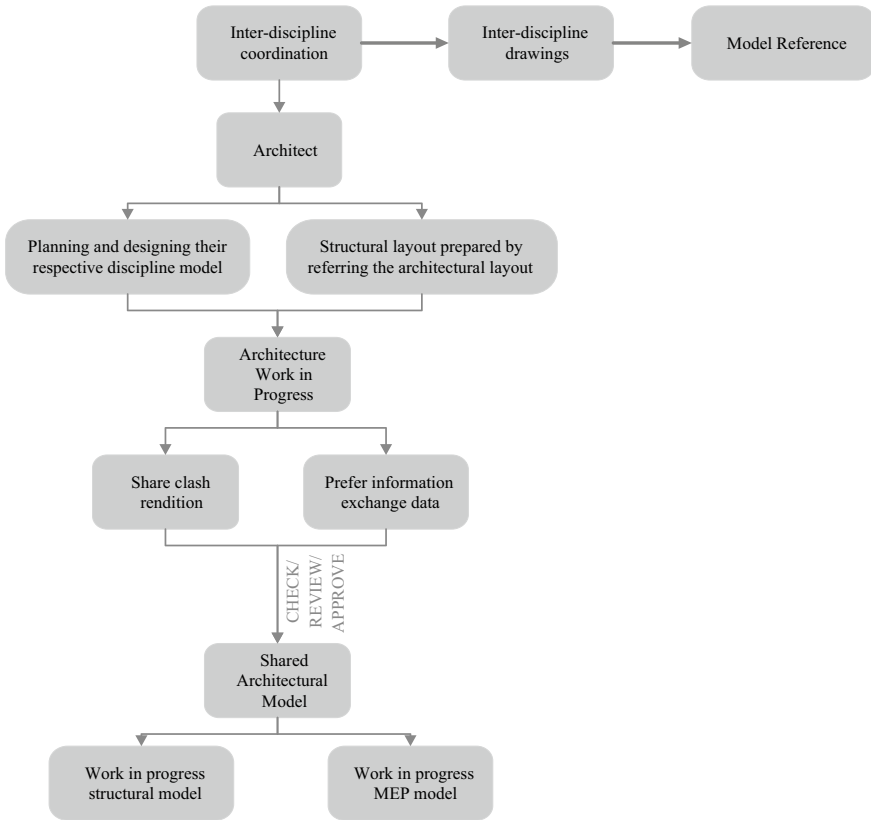 Inter-discipline
coordination
Inter-discipline
drawings
Model Reference
Architect
Planning and designing their
respective discipline model
Structural layout prepared by
referring the architectural layout
Architecture
Work in
Progress
Share clash
rendition
Prefer information
exchange data
CHECK/
REVIEW/
APPROVE
Shared
Architectural
Model
Work in progress
structural model
Work in progress
MEP model